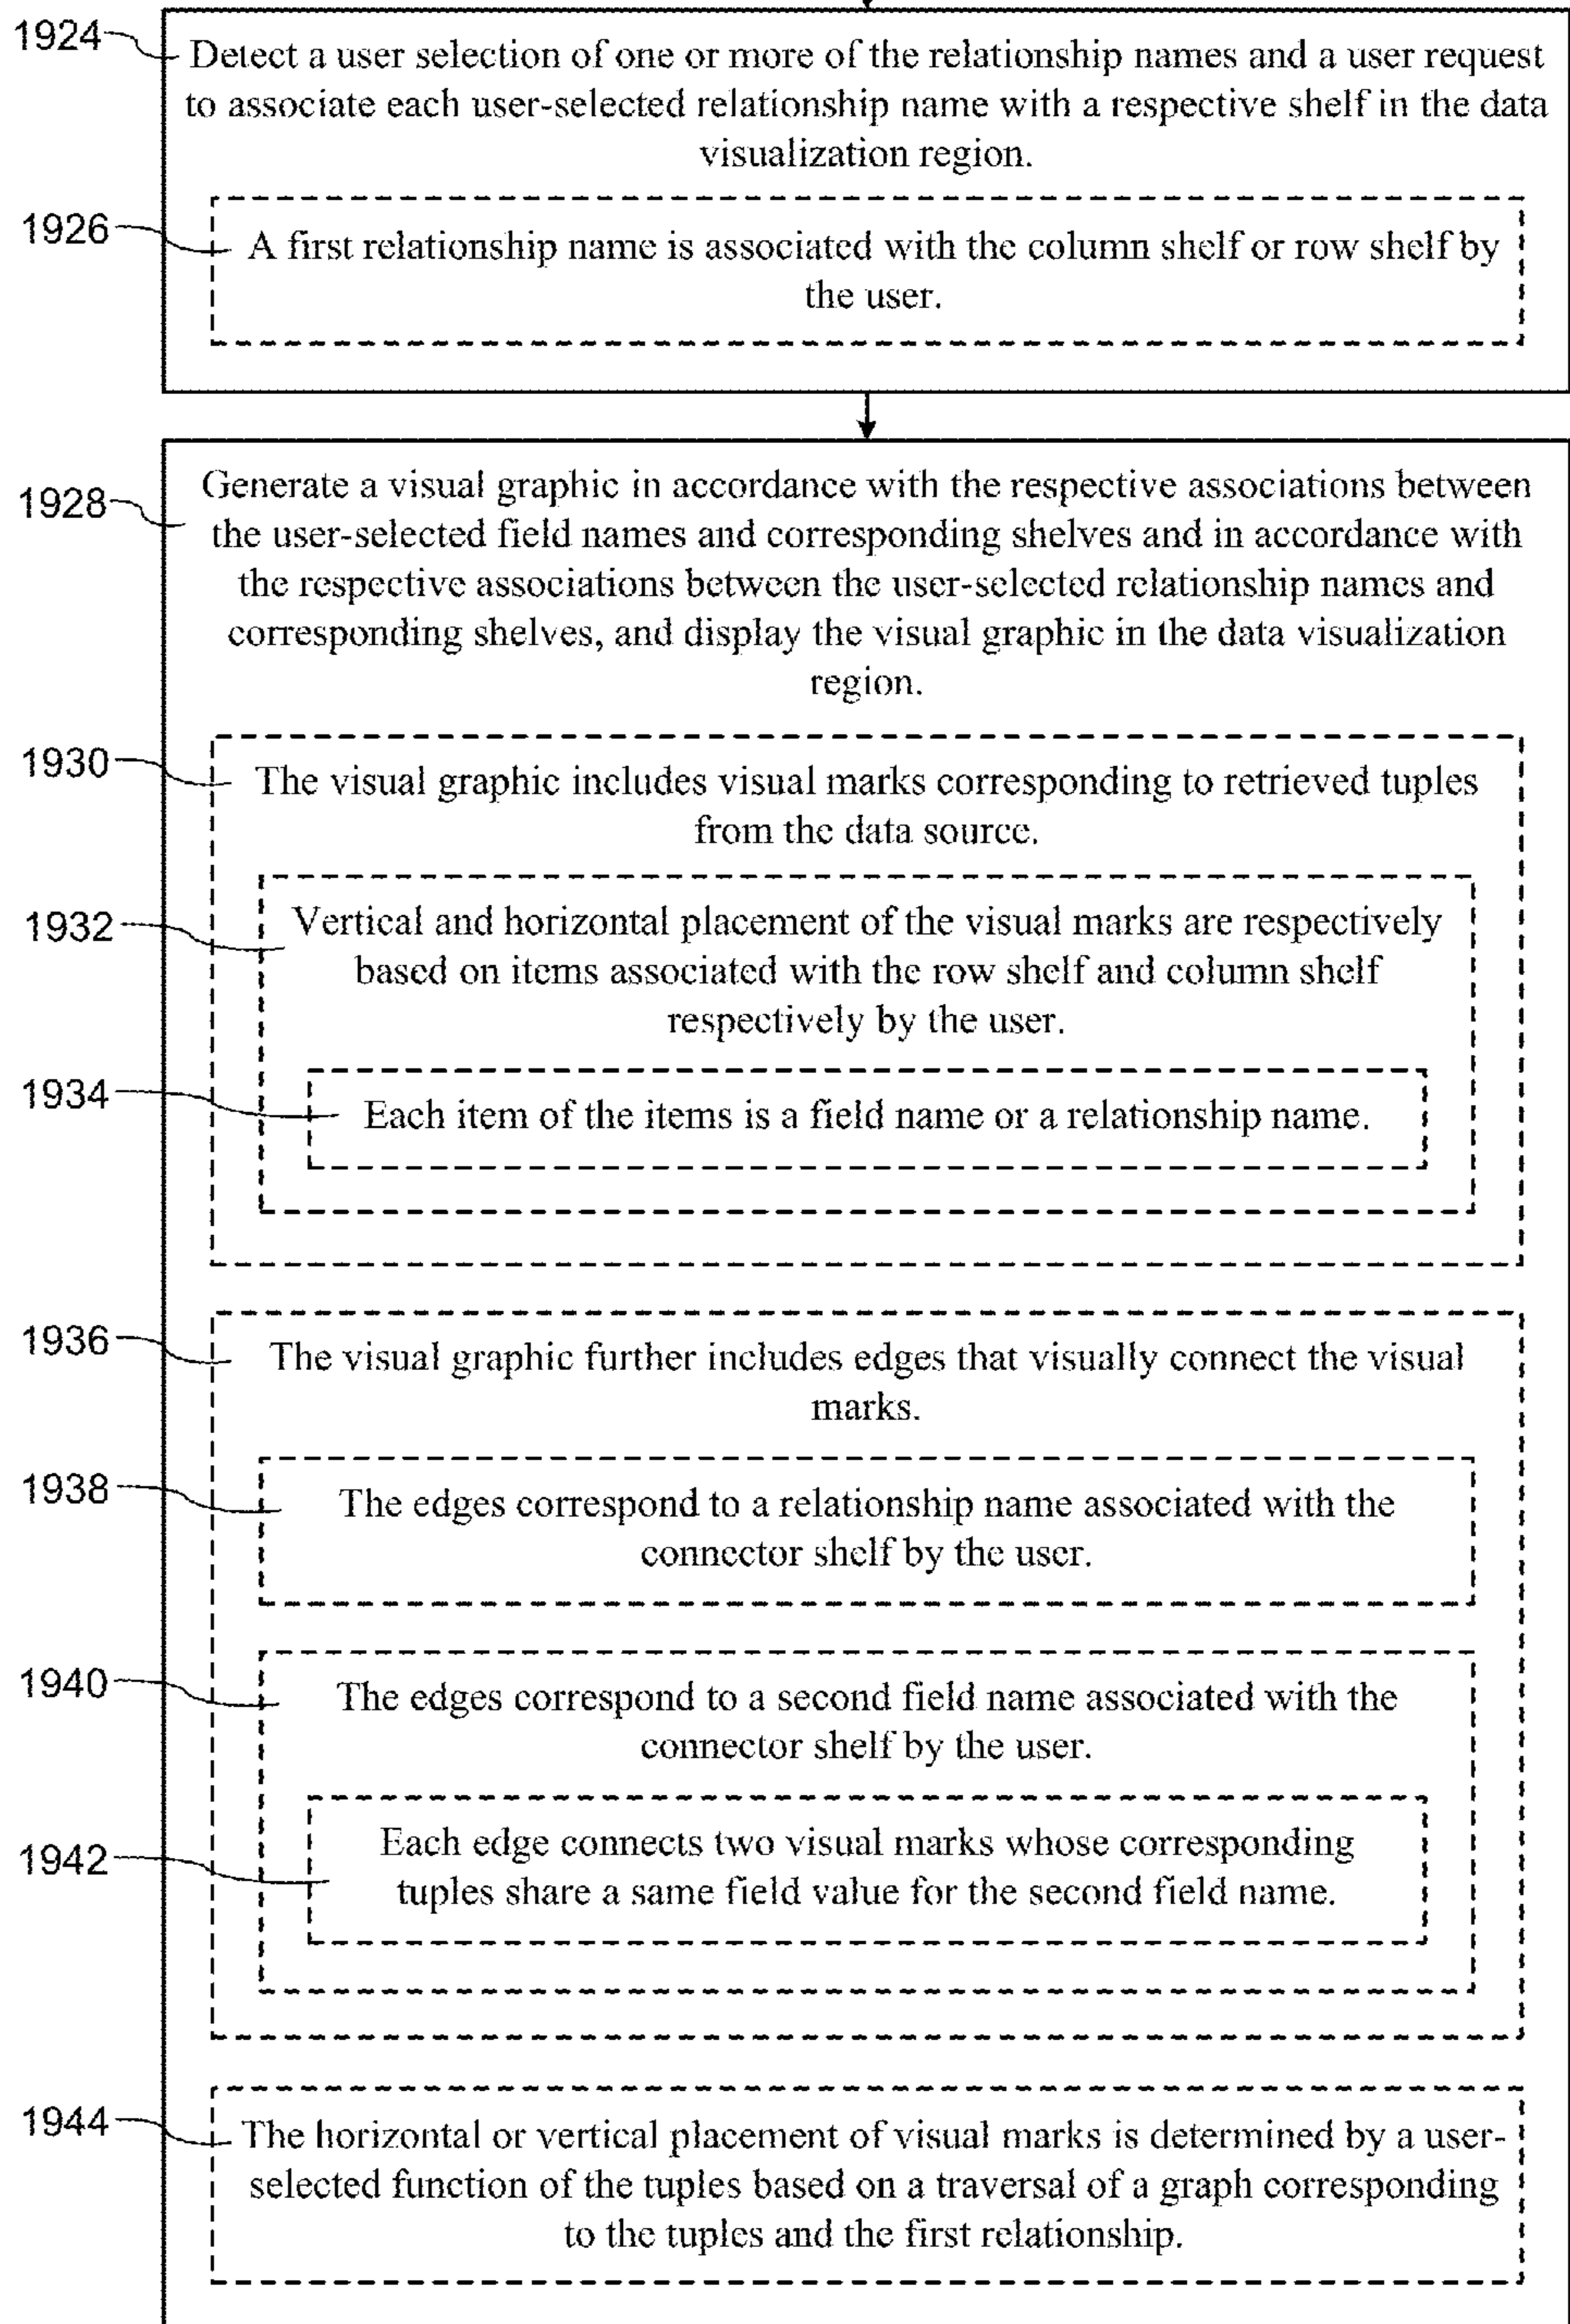 1924
Detect a user selection of one or more of the relationship names and a user request
to associate each user-selected relationship name with a respective shelf in the data
visualization region.
1926
A first relationship name is associated with the column shelf or row shelf by
the user.
1928
Generate a visual graphic in accordance with the respective associations between
the user-selected field names and corresponding shelves and in accordance with
the respective associations between the user-selected relationship names and
corresponding shelves, and display the visual graphic in the data visualization
region.
1930
The visual graphic includes visual marks corresponding to retrieved tuples
from the data source.
1932
Vertical and horizontal placement of the visual marks are respectively
based on items associated with the row shelf and column shelf
respectively by the user.
1934
Each item of the items is a field name or a relationship name.
1936
The visual graphic further includes edges that visually connect the visual
marks.
1938
The edges correspond to a relationship name associated with the
connector shelf by the user.
1940
The edges correspond to a second field name associated with the
connector shelf by the user.
1942
Each edge connects two visual marks whose corresponding
tuples share a same field value for the second field name.
1944
The horizontal or vertical placement of visual marks is determined by a user-
selected function of the tuples based on a traversal of a graph corresponding
to the tuples and the first relationship.